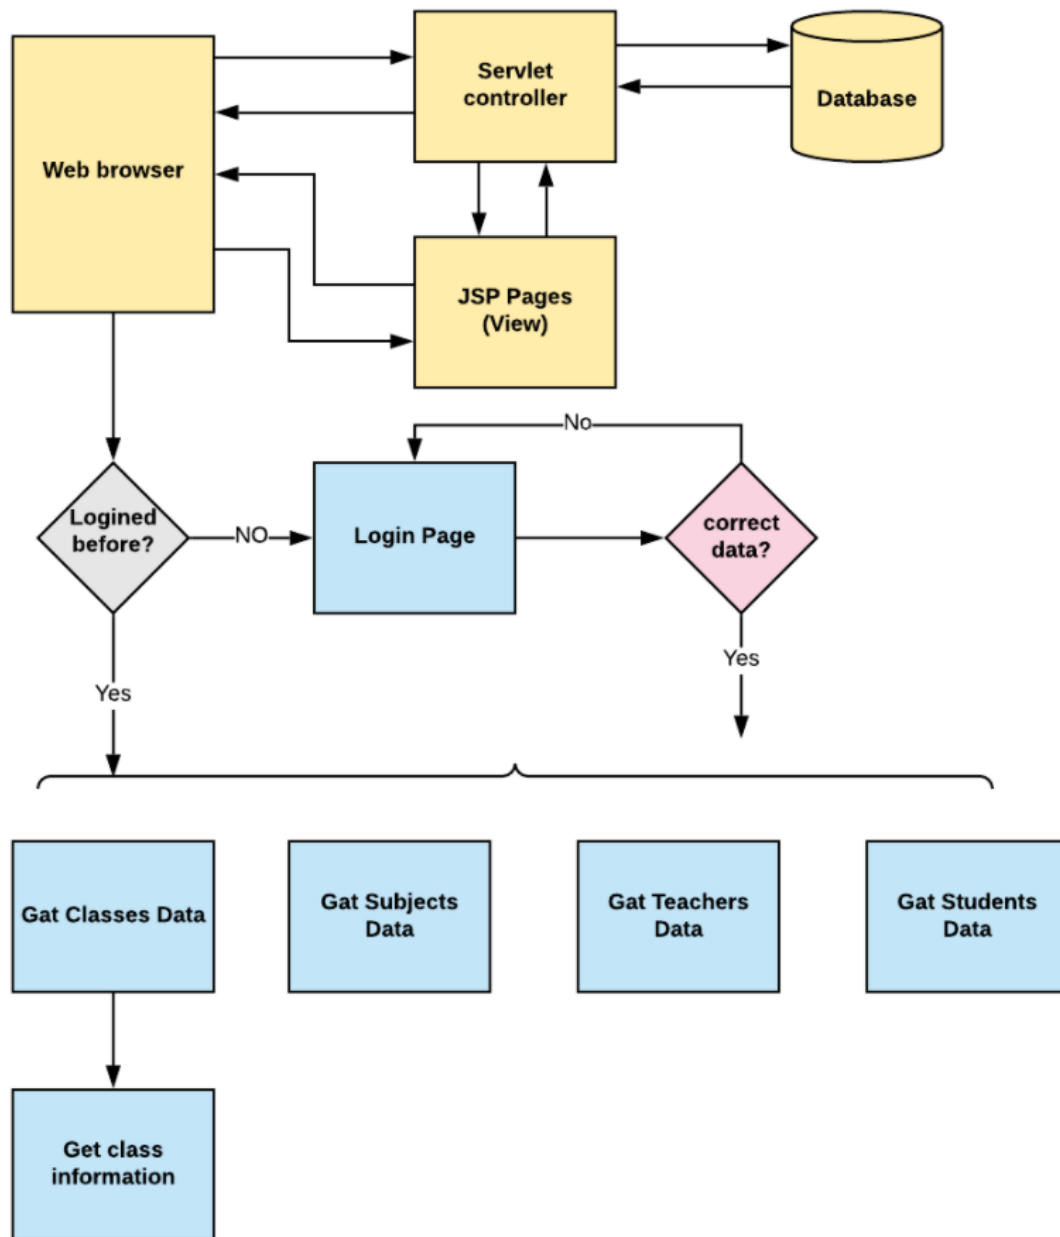 Web browser
Servlet
controller
Database
JSP Pages
(View)
No
Logined
before?
NO
Login Page
correct
data?
Yes
Yes
Gat Classes Data
Gat Subjects
Data
Gat Teachers
Data
Gat Students
Data
Get class
information